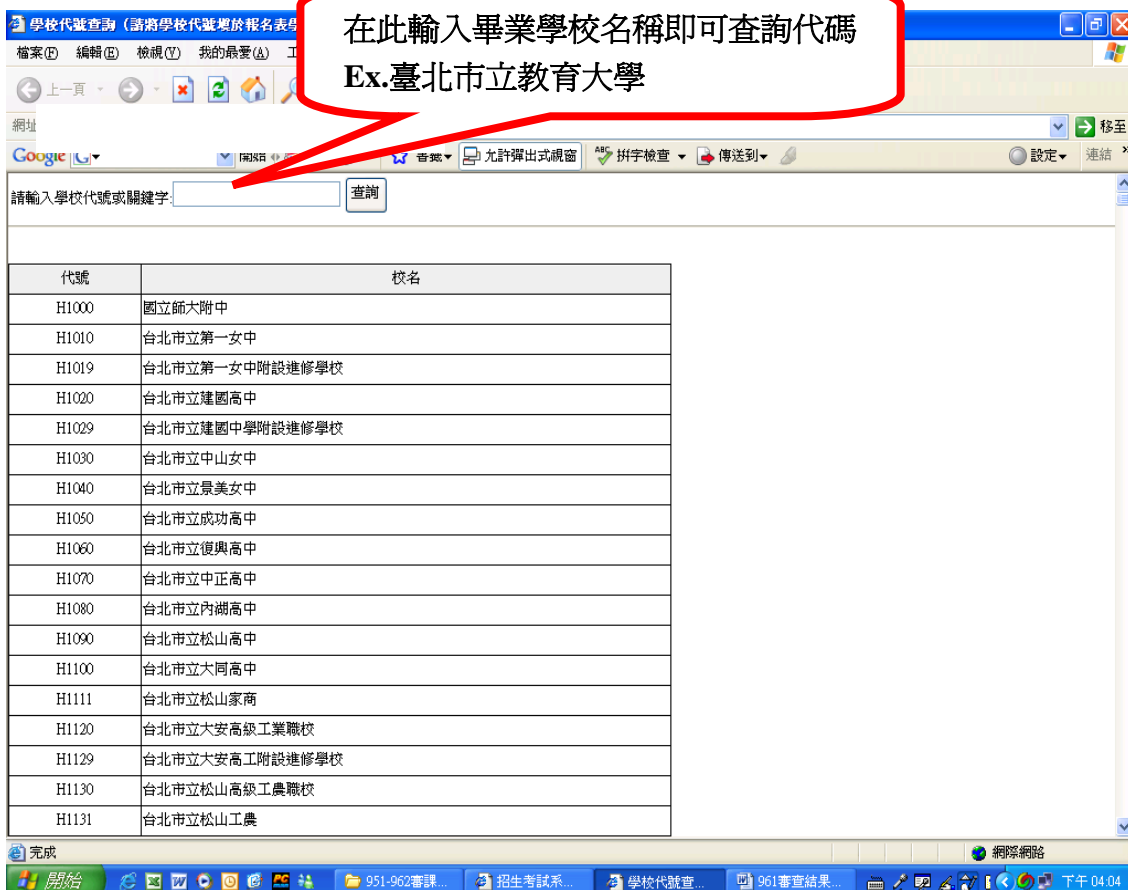 學校代號查詢（請將學校代號填於報名表學
在此輸入畢業學校名稱即可查詢代碼
Ex.臺北市立教育大學
檔案(F) 編輯(E) 檢視(V) 我的最愛(A) 工
上一頁
網址
移至
Google 開始 書籤 允許彈出式視窗 拼字檢查 傳送到 設定 連結
請輸入學校代號或關鍵字: 查詢
代號 校名
H1000 國立師大附中
H1010 台北市立第一女中
H1019 台北市立第一女中附設進修學校
H1020 台北市立建國高中
H1029 台北市立建國中學附設進修學校
H1030 台北市立中山女中
H1040 台北市立景美女中
H1050 台北市立成功高中
H1060 台北市立復興高中
H1070 台北市立中正高中
H1080 台北市立內湖高中
H1090 台北市立松山高中
H1100 台北市立大同高中
H1111 台北市立松山家商
H1120 台北市立大安高級工業職校
H1129 台北市立大安高工附設進修學校
H1130 台北市立松山高級工農職校
H1131 台北市立松山工農
完成 網際網路
開始 951-962審課... 招生考試系... 學校代號查... 961審查結果... 下午 04:04